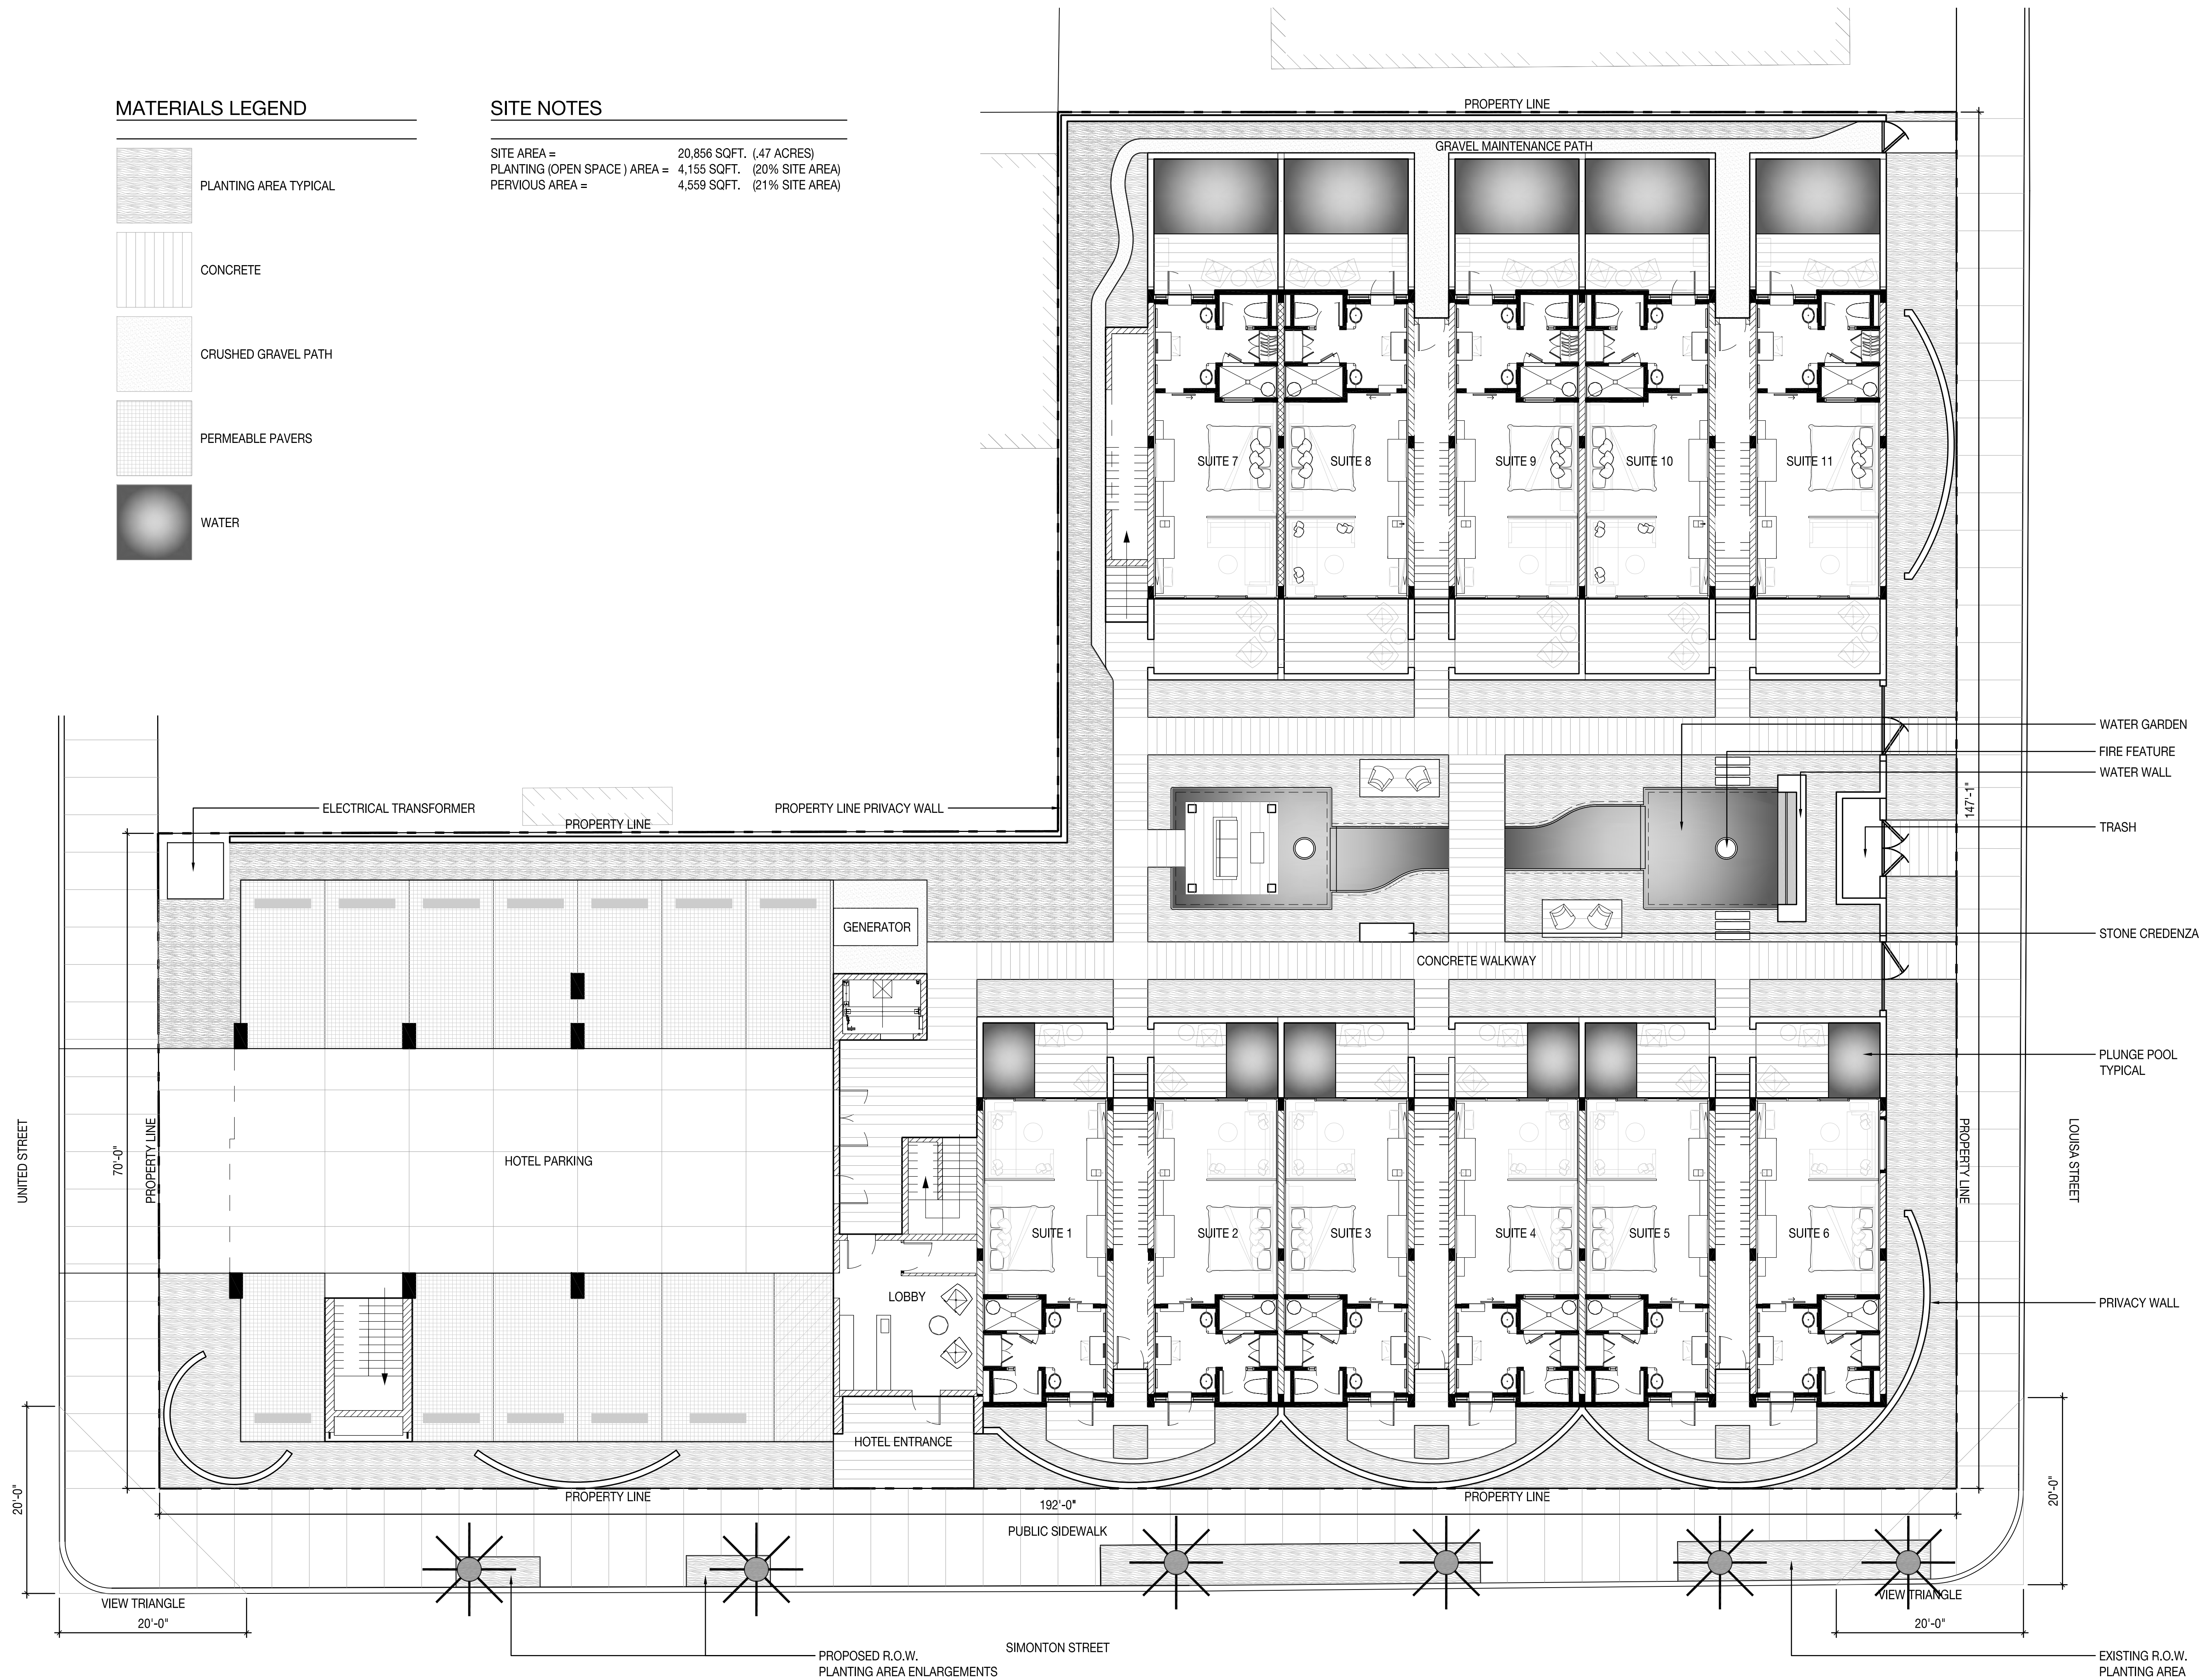 MATERIALS LEGEND
PLANTING AREA TYPICAL
CONCRETE
CRUSHED GRAVEL PATH
PERMEABLE PAVERS
WATER
SITE NOTES
SITE AREA = 20,856 SQFT. (.47 ACRES)
PLANTING (OPEN SPACE ) AREA = 4,155 SQFT. (20% SITE AREA)
PERVIOUS AREA = 4,559 SQFT. (21% SITE AREA)
PROPERTY LINE
GRAVEL MAINTENANCE PATH
SUITE 7
SUITE 8
SUITE 9
SUITE 10
SUITE 11
WATER GARDEN
FIRE FEATURE
WATER WALL
147'-1"
TRASH
STONE CREDENZA
ELECTRICAL TRANSFORMER
PROPERTY LINE PRIVACY WALL
PROPERTY LINE
GENERATOR
CONCRETE WALKWAY
PLUNGE POOL
TYPICAL
UNITED STREET
70'-0"
PROPERTY LINE
HOTEL PARKING
PROPERTY LINE
LOUISA STREET
SUITE 1
SUITE 2
SUITE 3
SUITE 4
SUITE 5
SUITE 6
LOBBY
PRIVACY WALL
HOTEL ENTRANCE
20'-0"
20'-0"
PROPERTY LINE
PROPERTY LINE
192'-0"
PUBLIC SIDEWALK
VIEW TRIANGLE
20'-0"
VIEW TRIANGLE
20'-0"
SIMONTON STREET
PROPOSED R.O.W.
PLANTING AREA ENLARGEMENTS
EXISTING R.O.W.
PLANTING AREA